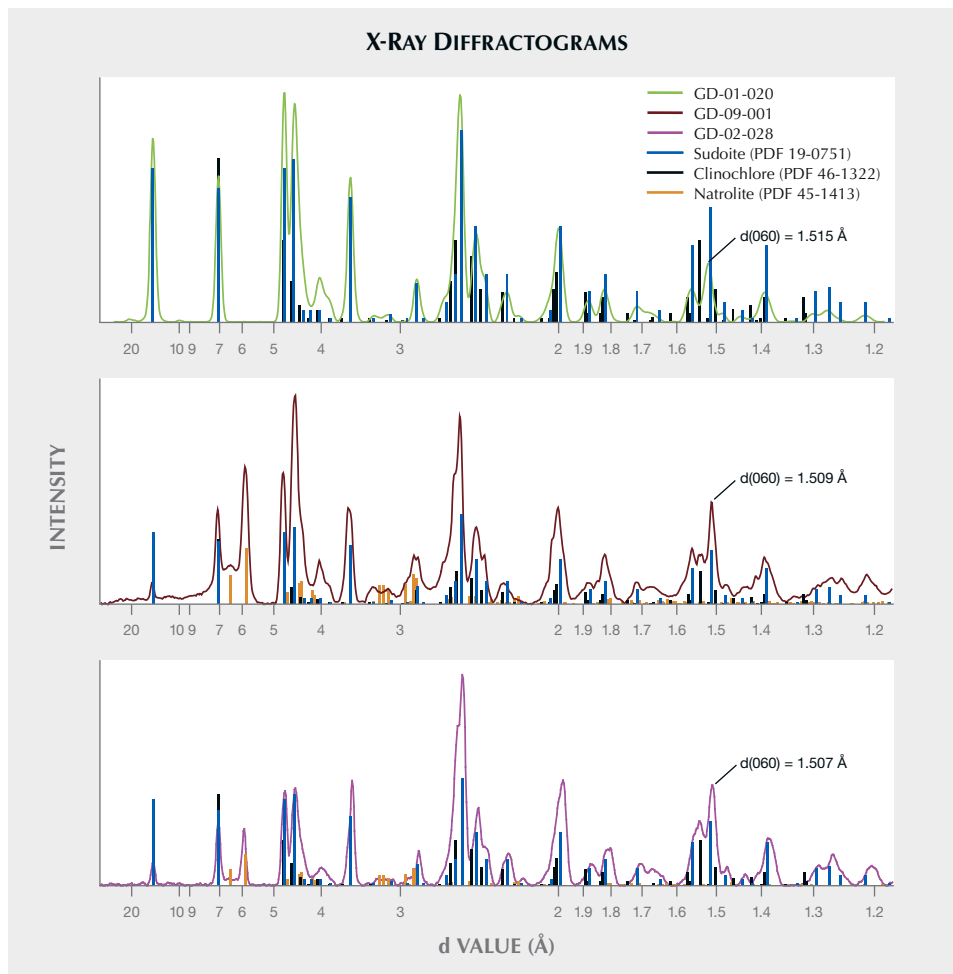 X-RAY DIFFRACTOGRAMS
GD-01-020
GD-09-001
GD-02-028
Sudoite (PDF 19-0751)
Clinochlore (PDF 46-1322)
Natrolite (PDF 45-1413)
d(060) = 1.515 Å
20 10 9 7 6 5 4 3 2 1.9 1.8 1.7 1.6 1.5 1.4 1.3 1.2
INTENSITY
d(060) = 1.509 Å
20 10 9 7 6 5 4 3 2 1.9 1.8 1.7 1.6 1.5 1.4 1.3 1.2
d(060) = 1.507 Å
20 10 9 7 6 5 4 3 2 1.9 1.8 1.7 1.6 1.5 1.4 1.3 1.2
d VALUE (Å)